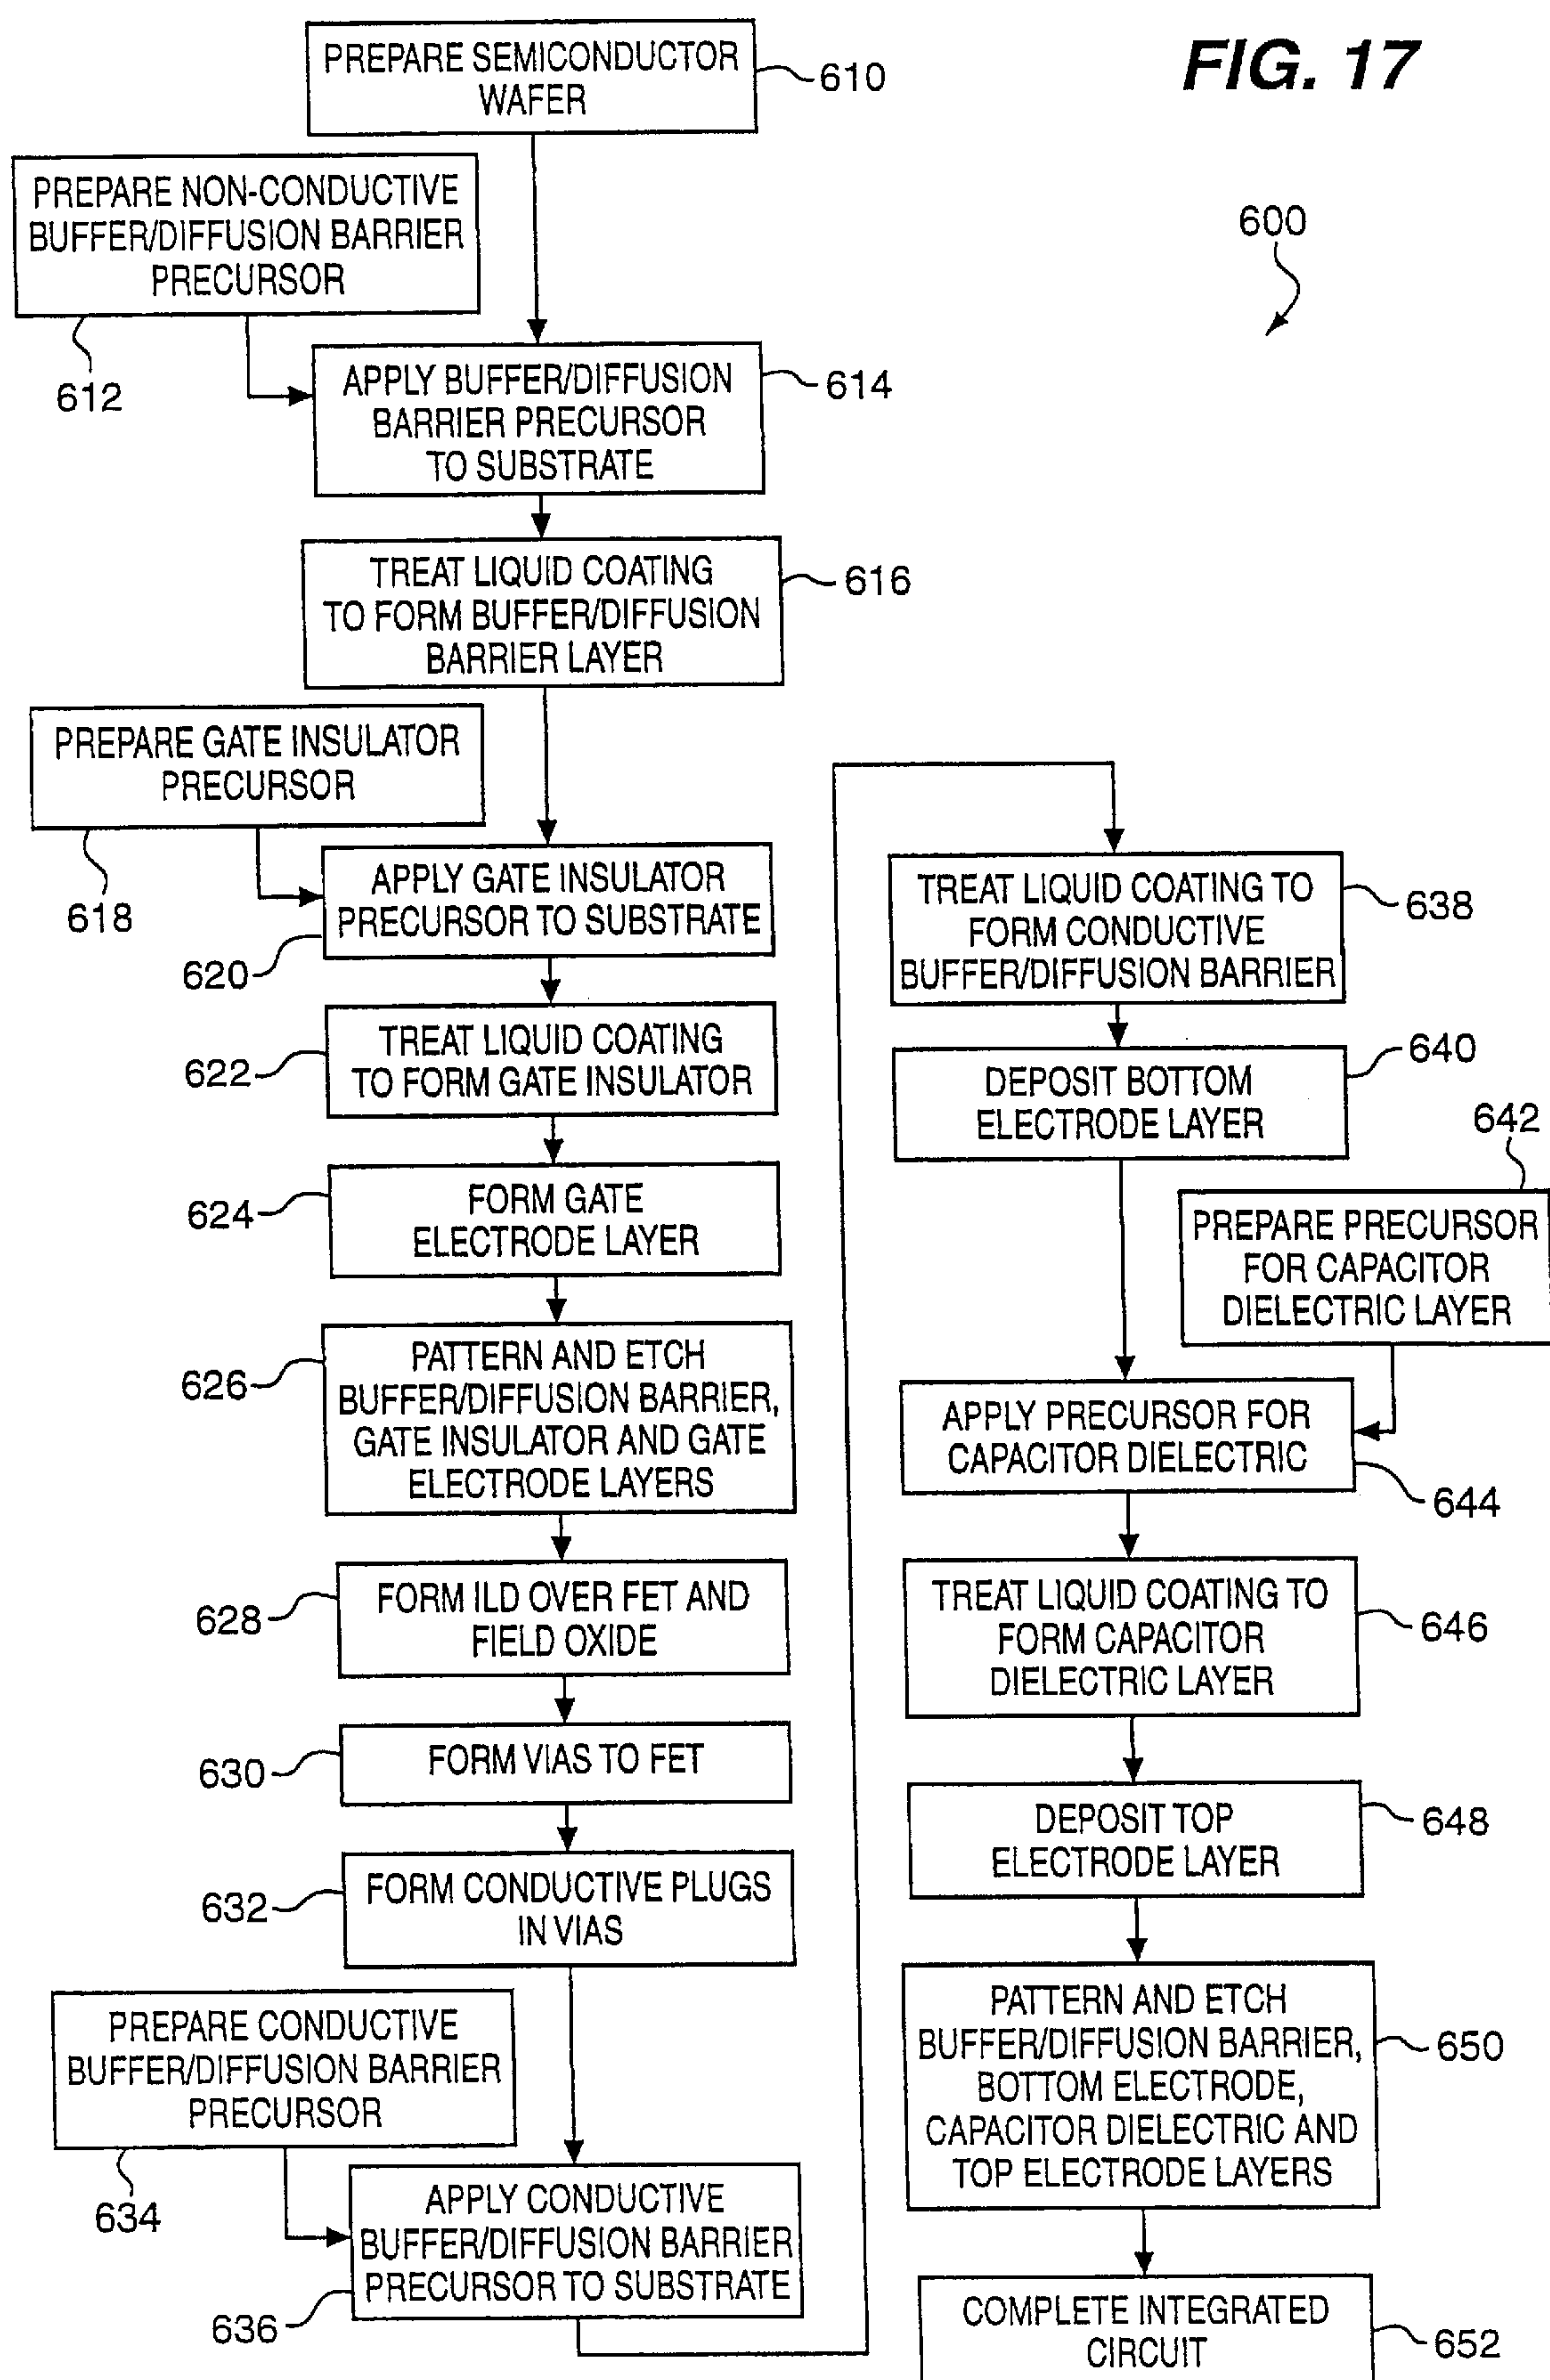 FIG. 17
600
PREPARE SEMICONDUCTOR
WAFER
610
PREPARE NON-CONDUCTIVE
BUFFER/DIFFUSION BARRIER
PRECURSOR
612
APPLY BUFFER/DIFFUSION
BARRIER PRECURSOR
TO SUBSTRATE
614
TREAT LIQUID COATING
TO FORM BUFFER/DIFFUSION
BARRIER LAYER
616
PREPARE GATE INSULATOR
PRECURSOR
618
APPLY GATE INSULATOR
PRECURSOR TO SUBSTRATE
620
TREAT LIQUID COATING
TO FORM GATE INSULATOR
622
FORM GATE
ELECTRODE LAYER
624
PATTERN AND ETCH
BUFFER/DIFFUSION BARRIER,
GATE INSULATOR AND GATE
ELECTRODE LAYERS
626
FORM ILD OVER FET AND
FIELD OXIDE
628
FORM VIAS TO FET
630
FORM CONDUCTIVE PLUGS
IN VIAS
632
PREPARE CONDUCTIVE
BUFFER/DIFFUSION BARRIER
PRECURSOR
634
APPLY CONDUCTIVE
BUFFER/DIFFUSION BARRIER
PRECURSOR TO SUBSTRATE
636
TREAT LIQUID COATING TO
FORM CONDUCTIVE
BUFFER/DIFFUSION BARRIER
638
DEPOSIT BOTTOM
ELECTRODE LAYER
640
642
PREPARE PRECURSOR
FOR CAPACITOR
DIELECTRIC LAYER
APPLY PRECURSOR FOR
CAPACITOR DIELECTRIC
644
TREAT LIQUID COATING TO
FORM CAPACITOR
DIELECTRIC LAYER
646
DEPOSIT TOP
ELECTRODE LAYER
648
PATTERN AND ETCH
BUFFER/DIFFUSION BARRIER,
BOTTOM ELECTRODE,
CAPACITOR DIELECTRIC AND
TOP ELECTRODE LAYERS
650
COMPLETE INTEGRATED
CIRCUIT
652